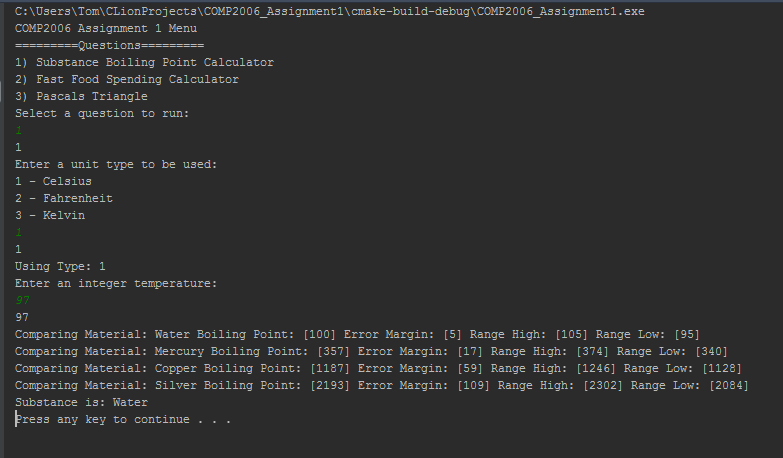 C:\Users\Tom\CLionProjects\COMP2006_Assignment1\cmake-build-debug\COMP2006_Assignment1.exe
COMP2006 Assignment 1 Menu
=========Questions=========
1) Substance Boiling Point Calculator
2) Fast Food Spending Calculator
3) Pascals Triangle
Select a question to run:
1
1
Enter a unit type to be used:
1 - Celsius
2 - Fahrenheit
3 - Kelvin
1
1
Using Type: 1
Enter an integer temperature:
97
97
Comparing Material: Water Boiling Point: [100] Error Margin: [5] Range High: [105] Range Low: [95]
Comparing Material: Mercury Boiling Point: [357] Error Margin: [17] Range High: [374] Range Low: [340]
Comparing Material: Copper Boiling Point: [1187] Error Margin: [59] Range High: [1246] Range Low: [1128]
Comparing Material: Silver Boiling Point: [2193] Error Margin: [109] Range High: [2302] Range Low: [2084]
Substance is: Water
Press any key to continue . . .